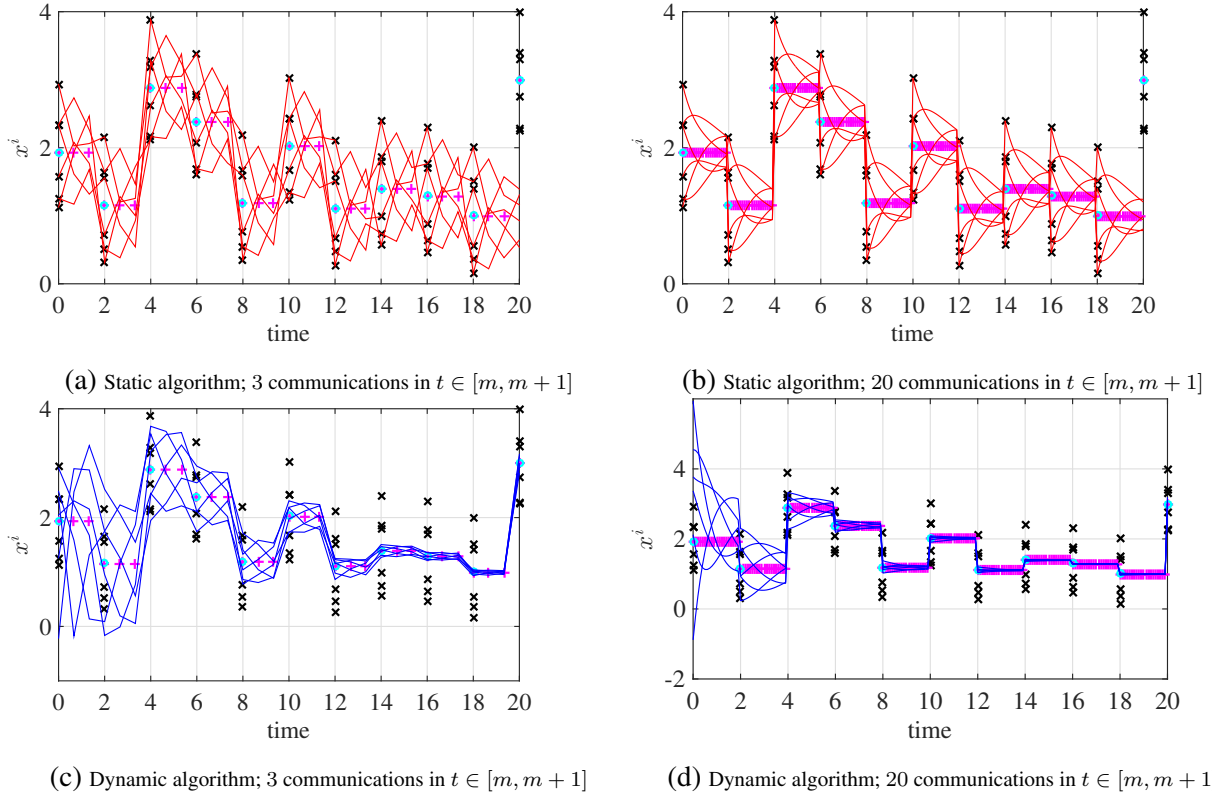 4
2
0
x^i
0 2 4 6 8 10 12 14 16 18 20
time
(a) Static algorithm; 3 communications in t ∈ [m, m + 1]
4
2
0
x^i
0 2 4 6 8 10 12 14 16 18 20
time
(b) Static algorithm; 20 communications in t ∈ [m, m + 1]
4
2
0
x^i
0 2 4 6 8 10 12 14 16 18 20
time
(c) Dynamic algorithm; 3 communications in t ∈ [m, m + 1]
4
2
0
-2
x^i
0 2 4 6 8 10 12 14 16 18 20
time
(d) Dynamic algorithm; 20 communications in t ∈ [m, m + 1